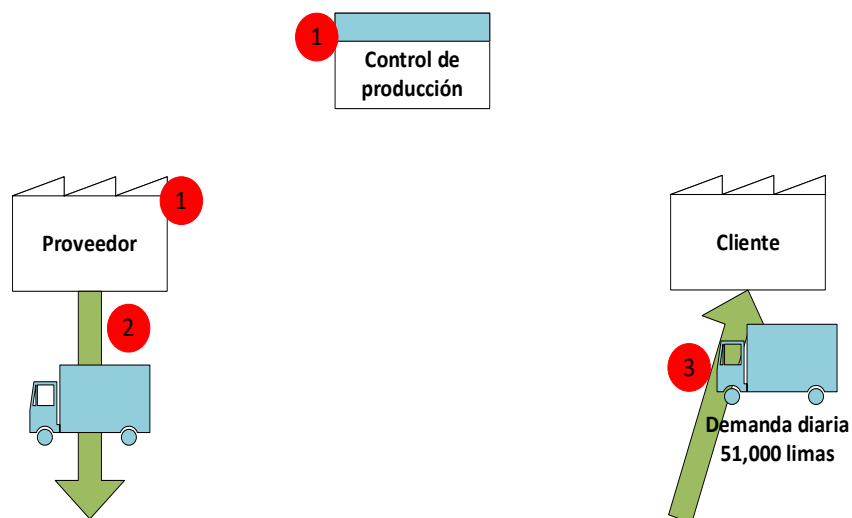 1
Control de
producción
1
Proveedor
Cliente
2
3
Demanda diaria
51,000 limas